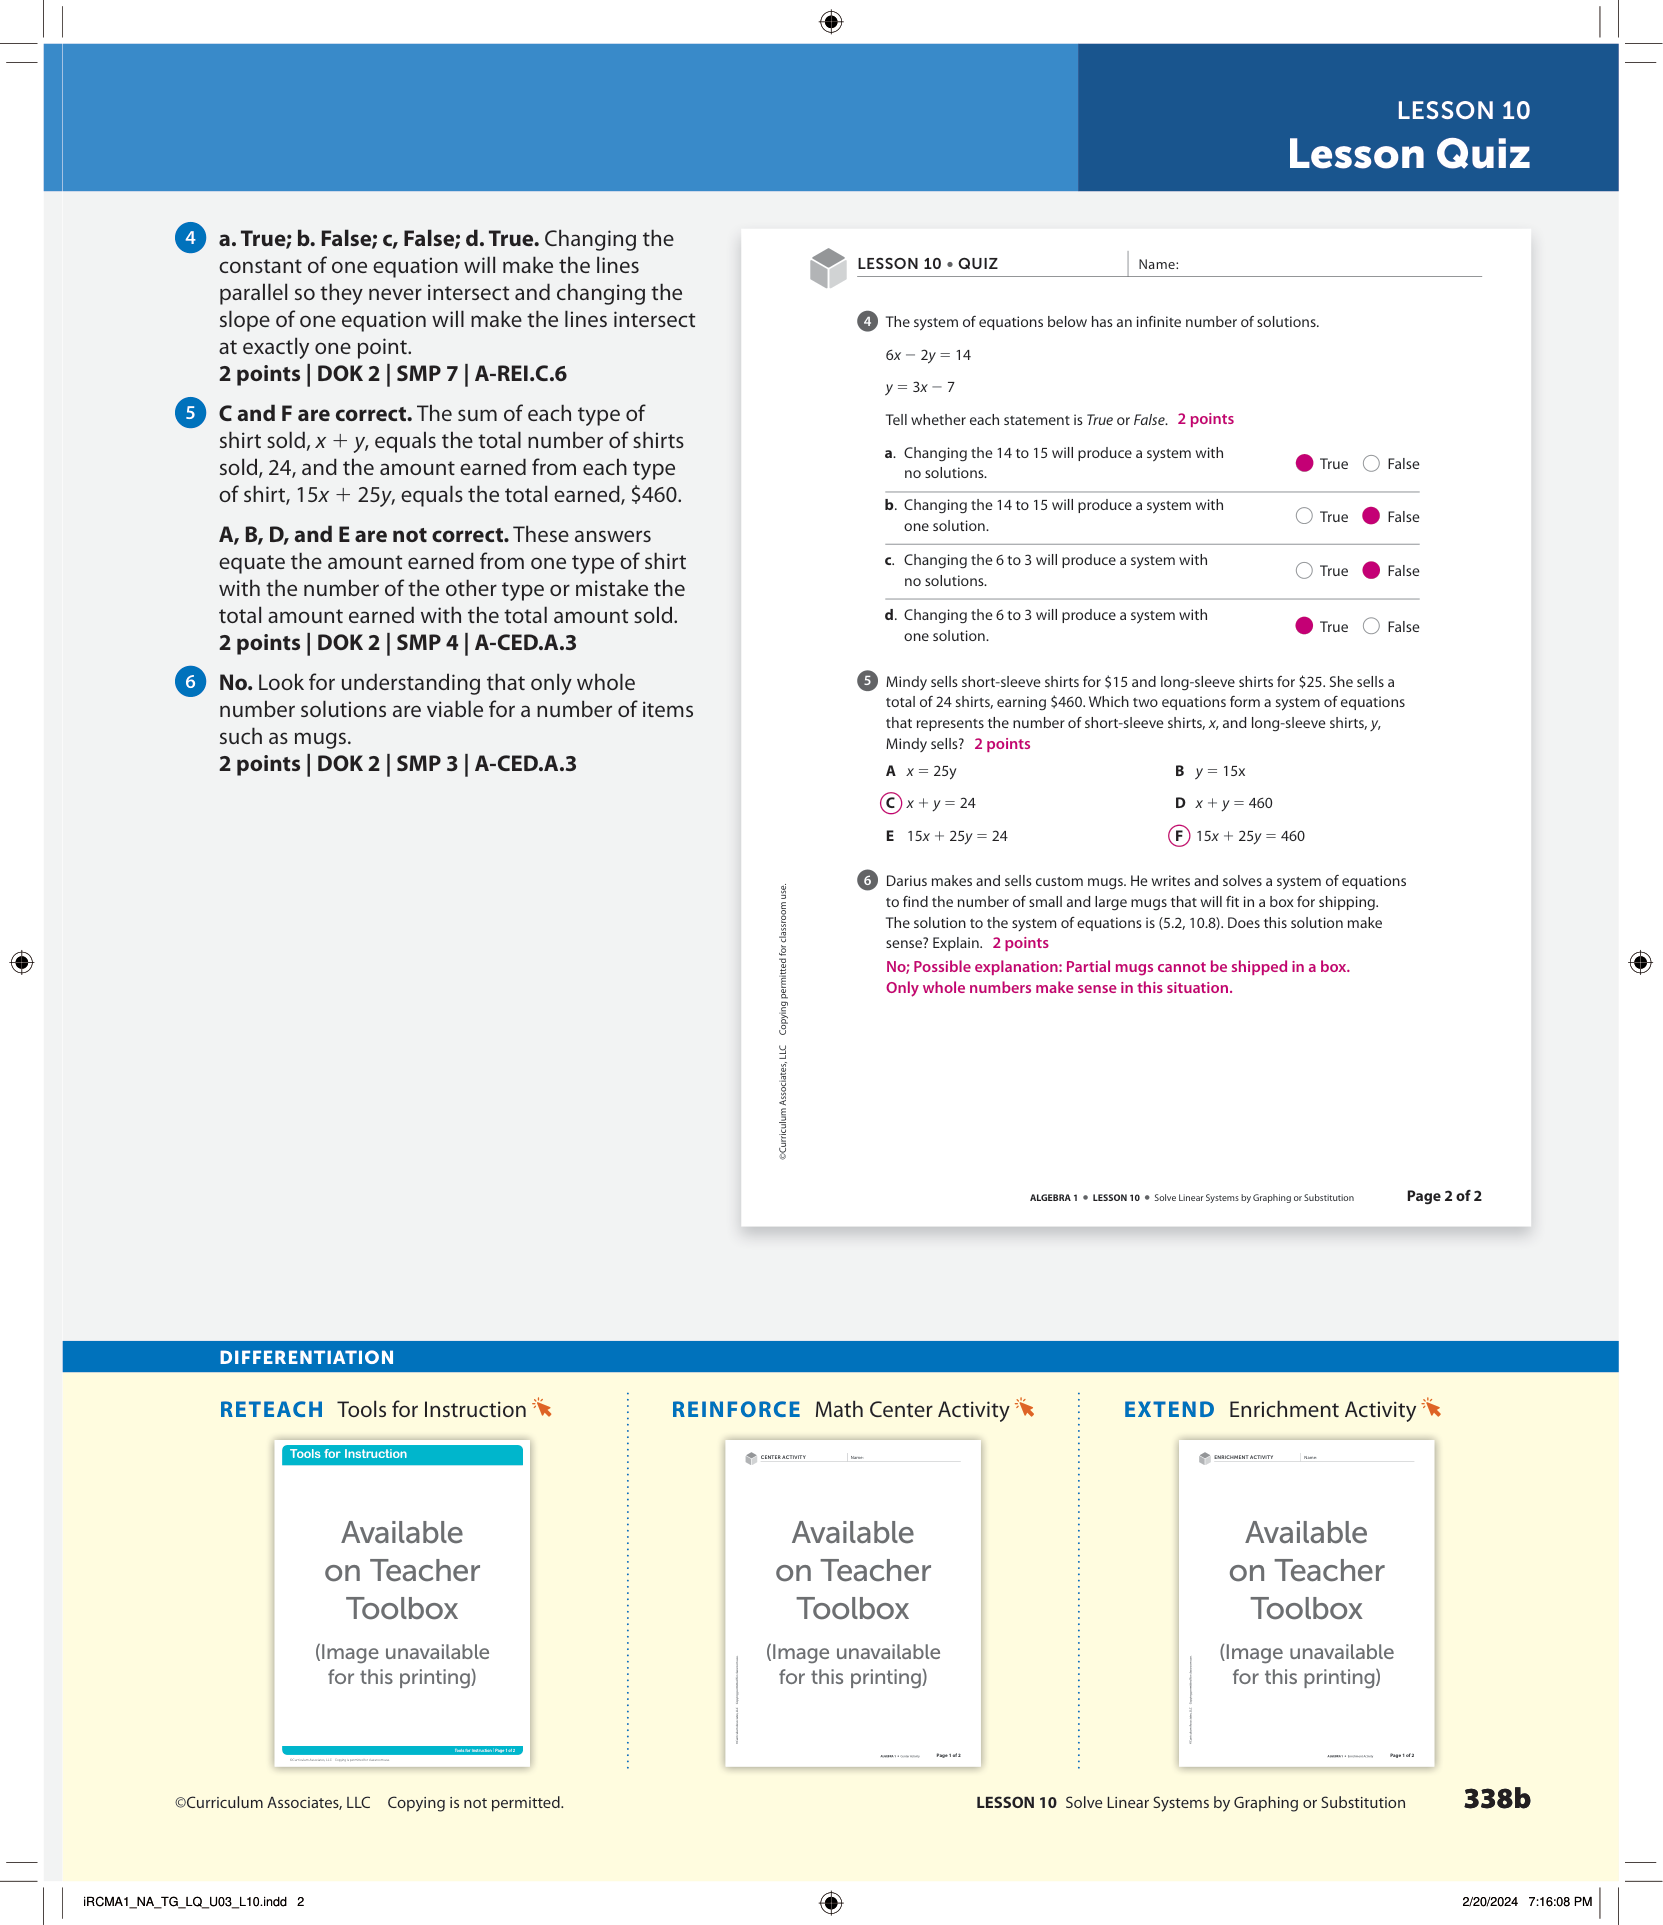 LESSON 10
Lesson Quiz
4 a. True; b. False; c, False; d. True. Changing the
constant of one equation will make the lines
parallel so they never intersect and changing the
slope of one equation will make the lines intersect
at exactly one point.
2 points | DOK 2 | SMP 7 | A-REI.C.6
5 C and F are correct. The sum of each type of
shirt sold, x + y, equals the total number of shirts
sold, 24, and the amount earned from each type
of shirt, 15x + 25y, equals the total earned, $460.
A, B, D, and E are not correct. These answers
equate the amount earned from one type of shirt
with the number of the other type or mistake the
total amount earned with the total amount sold.
2 points | DOK 2 | SMP 4 | A-CED.A.3
6 No. Look for understanding that only whole
number solutions are viable for a number of items
such as mugs.
2 points | DOK 2 | SMP 3 | A-CED.A.3
LESSON 10 • QUIZ Name:
4 The system of equations below has an infinite number of solutions.
6x − 2y = 14
y = 3x − 7
Tell whether each statement is True or False. 2 points
a. Changing the 14 to 15 will produce a system with
no solutions.
True False
b. Changing the 14 to 15 will produce a system with
one solution.
True False
c. Changing the 6 to 3 will produce a system with
no solutions.
True False
d. Changing the 6 to 3 will produce a system with
one solution.
True False
5 Mindy sells short-sleeve shirts for $15 and long-sleeve shirts for $25. She sells a
total of 24 shirts, earning $460. Which two equations form a system of equations
that represents the number of short-sleeve shirts, x, and long-sleeve shirts, y,
Mindy sells? 2 points
A x = 25y B y = 15x
C x + y = 24 D x + y = 460
E 15x + 25y = 24 F 15x + 25y = 460
6 Darius makes and sells custom mugs. He writes and solves a system of equations
to find the number of small and large mugs that will fit in a box for shipping.
The solution to the system of equations is (5.2, 10.8). Does this solution make
sense? Explain. 2 points
No; Possible explanation: Partial mugs cannot be shipped in a box.
Only whole numbers make sense in this situation.
©Curriculum Associates, LLC Copying permitted for classroom use.
ALGEBRA 1 • LESSON 10 • Solve Linear Systems by Graphing or Substitution Page 2 of 2
DIFFERENTIATION
RETEACH Tools for Instruction
Tools for Instruction
Available
on Teacher
Toolbox
(Image unavailable
for this printing)
Tools for Instruction | Page 1 of 2
REINFORCE Math Center Activity
CENTER ACTIVITY Name:
Available
on Teacher
Toolbox
(Image unavailable
for this printing)
Page 1 of 2
EXTEND Enrichment Activity
ENRICHMENT ACTIVITY Name:
Available
on Teacher
Toolbox
(Image unavailable
for this printing)
Page 1 of 2
©Curriculum Associates, LLC Copying is not permitted.
LESSON 10 Solve Linear Systems by Graphing or Substitution 338b
iRCMA1_NA_TG_LQ_U03_L10.indd 2
2/20/2024 7:16:08 PM